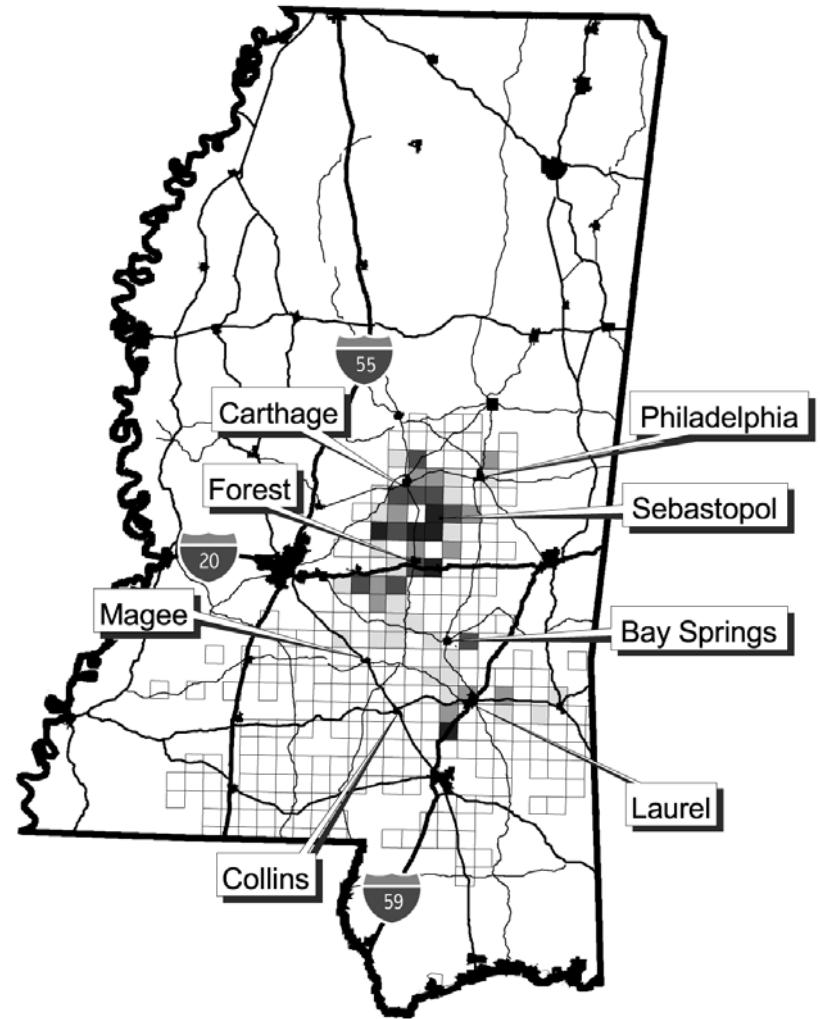 55
Carthage
Philadelphia
Forest
Sebastopol
20
Magee
Bay Springs
Laurel
Collins
59